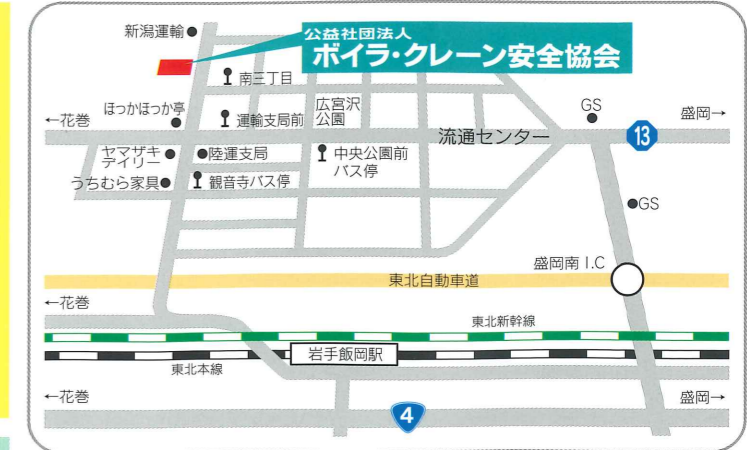 新潟運輸
公益社団法人
ボイラ・クレーン安全協会
南三丁目
ほっかほっか亭
広宮沢
公園
GS
←花巻
運輸支局前
盛岡→
流通センター
13
ヤマザキ
デイリー
陸運支局
中央公園前
バス停
うちむら家具
観音寺バス停
GS
盛岡南I.C
東北自動車道
←花巻
東北新幹線
岩手飯岡駅
東北本線
←花巻
盛岡→
4